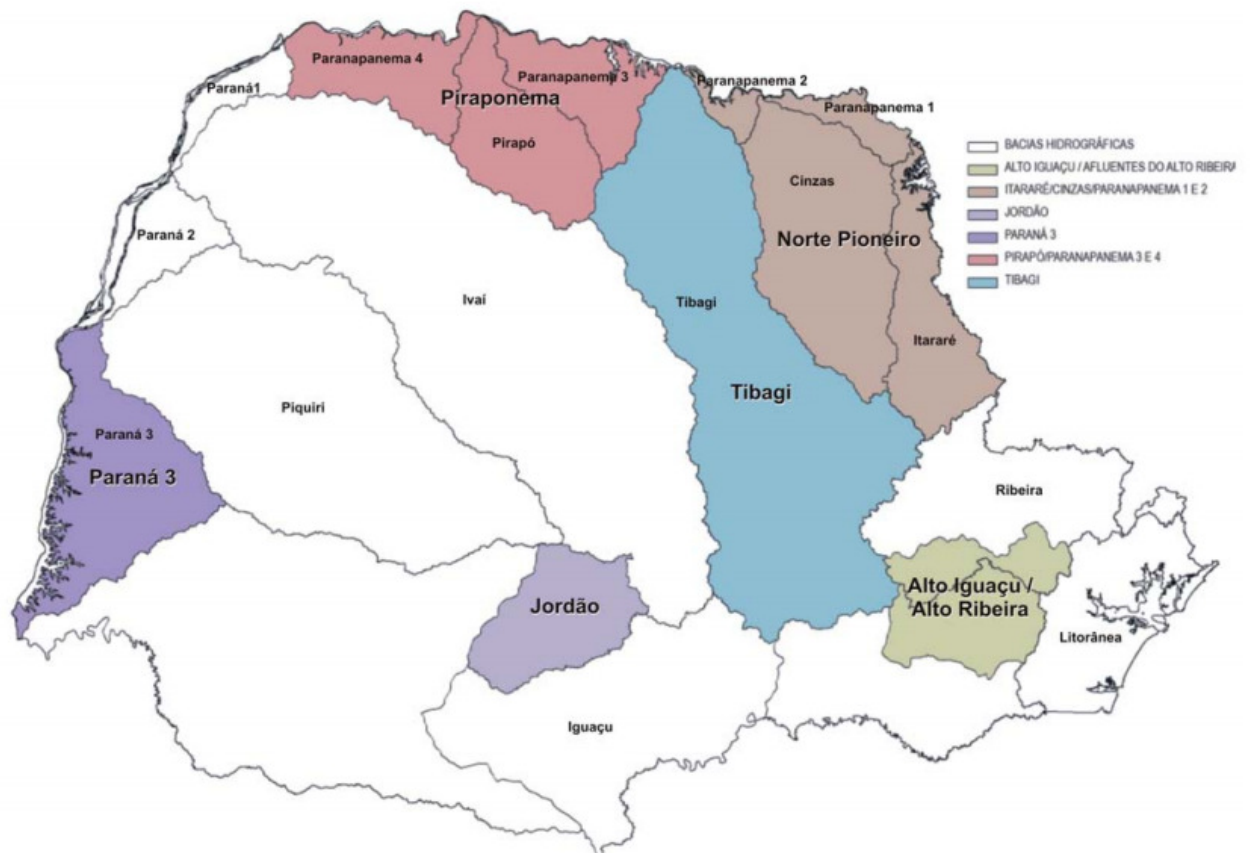 Paranapanema 4
Paraná1
Paranapanema 3
Piraponema
Pirapó
Paranapanema 2
Paranapanema 1
Cinzas
Norte Pioneiro
Itararé
BACIAS HIDROGRÁFICAS
ALTO IGUAÇU / AFLUENTES DO ALTO RIBEIRA
ITARARÉ/CINZAS/PARANAPANEMA 1 E 2
JORDÃO
PARANÁ 3
PIRAPÓ/PARANAPANEMA 3 E 4
TIBAGI
Paraná 2
Ivaí
Tibagi
Tibagi
Piquiri
Paraná 3
Paraná 3
Ribeira
Jordão
Alto Iguaçu /
Alto Ribeira
Litorânea
Iguaçu